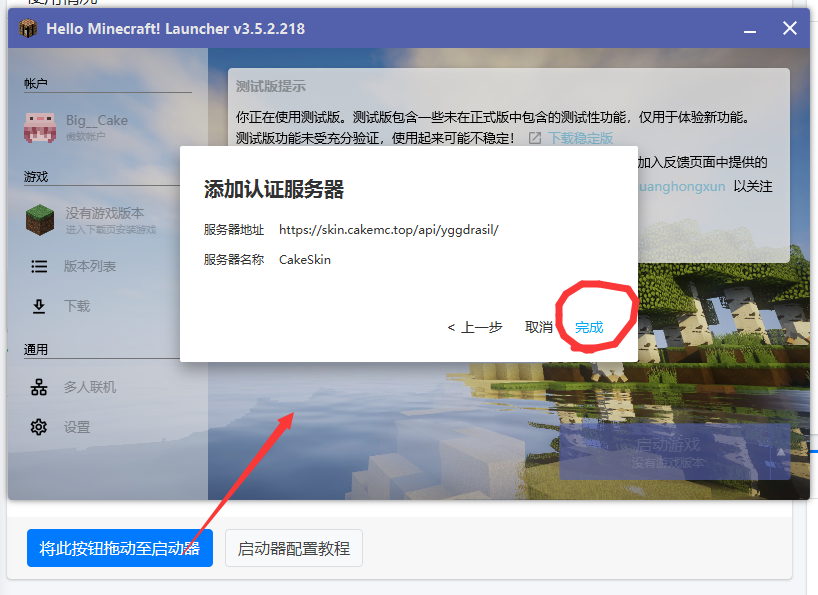 使用情况
Hello Minecraft! Launcher v3.5.2.218
帐户
Big__Cake
微软帐户
游戏
没有游戏版本
进入下载页安装游戏
版本列表
下载
通用
多人联机
设置
测试版提示
你正在使用测试版。测试版包含一些未在正式版中包含的测试性功能，仅用于体验新功能。
测试版功能未受充分验证，使用起来可能不稳定！ 下载稳定版
加入反馈页面中提供的
uanghongxun 以关注
添加认证服务器
服务器地址 https://skin.cakemc.top/api/yggdrasil/
服务器名称 CakeSkin
< 上一步 取消 完成
启动游戏
没有游戏版本
将此按钮拖动至启动器 启动器配置教程